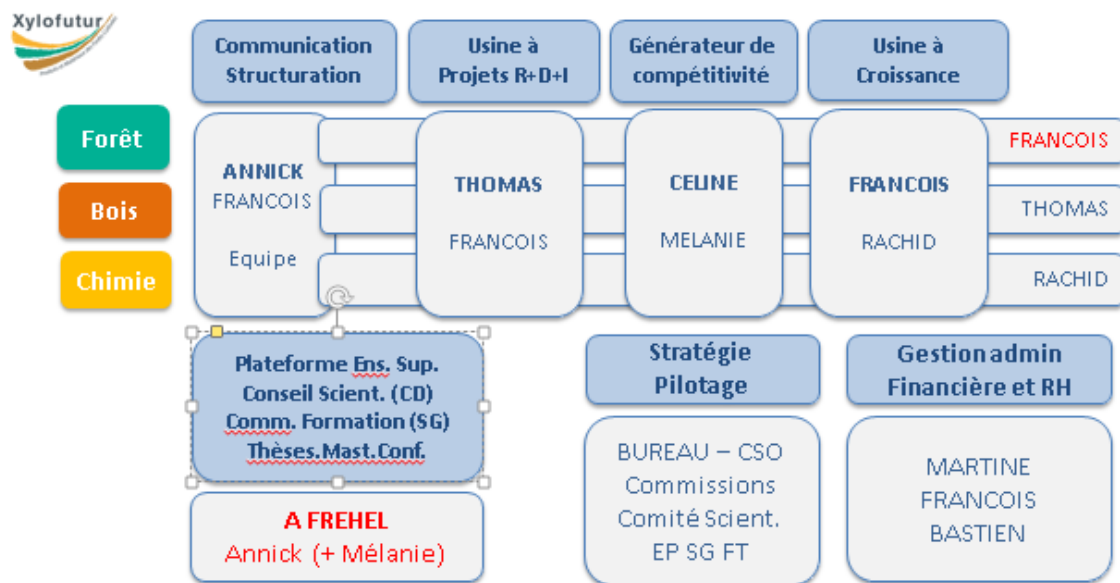 Xylofutur
Communication
Structuration
Usine à
Projets R+D+I
Générateur de
compétitivité
Usine à
Croissance
Forêt
Bois
Chimie
ANNICK
FRANCOIS
Equipe
THOMAS
FRANCOIS
CELINE
MELANIE
FRANCOIS
RACHID
FRANCOIS
THOMAS
RACHID
Plateforme Ens. Sup.
Conseil Scient. (CD)
Comm. Formation (SG)
Thèses.Mast.Conf.
A FREHEL
Annick (+ Mélanie)
Stratégie
Pilotage
BUREAU – CSO
Commissions
Comité Scient.
EP SG FT
Gestion admin
Financière et RH
MARTINE
FRANCOIS
BASTIEN